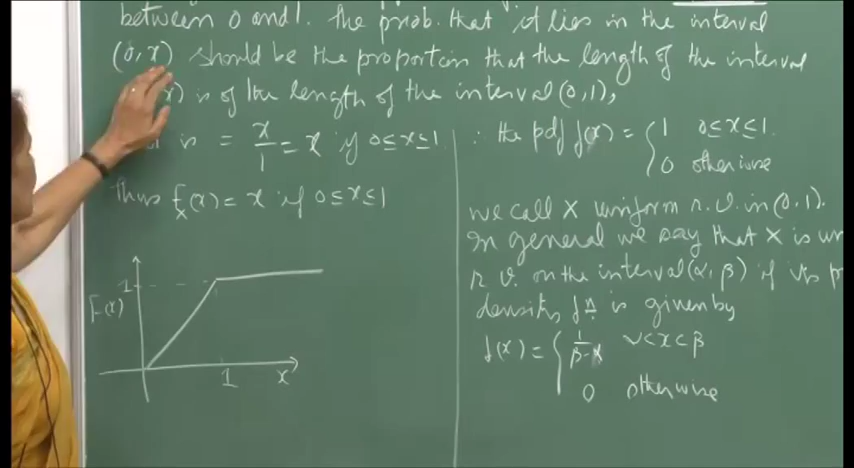 between 0 and 1. The prob. that it lies in the interval
(0, x) should be the proportion that the length of the interval
x) is of the length of the interval (0, 1),
= x/1 = x if 0≤x≤1
thus F_X(x) = x if 0≤x≤1
1
F(x)
1
x
∴ the pdf f(x) = { 1 0≤x≤1.
0 otherwise
we call X uniform r.v. in (0, 1).
In general we say that X is un
r.v. on the interval (α, β) if its p
density fn is given by
f(x) = { 1/(β-α) α<x<β
0 otherwise